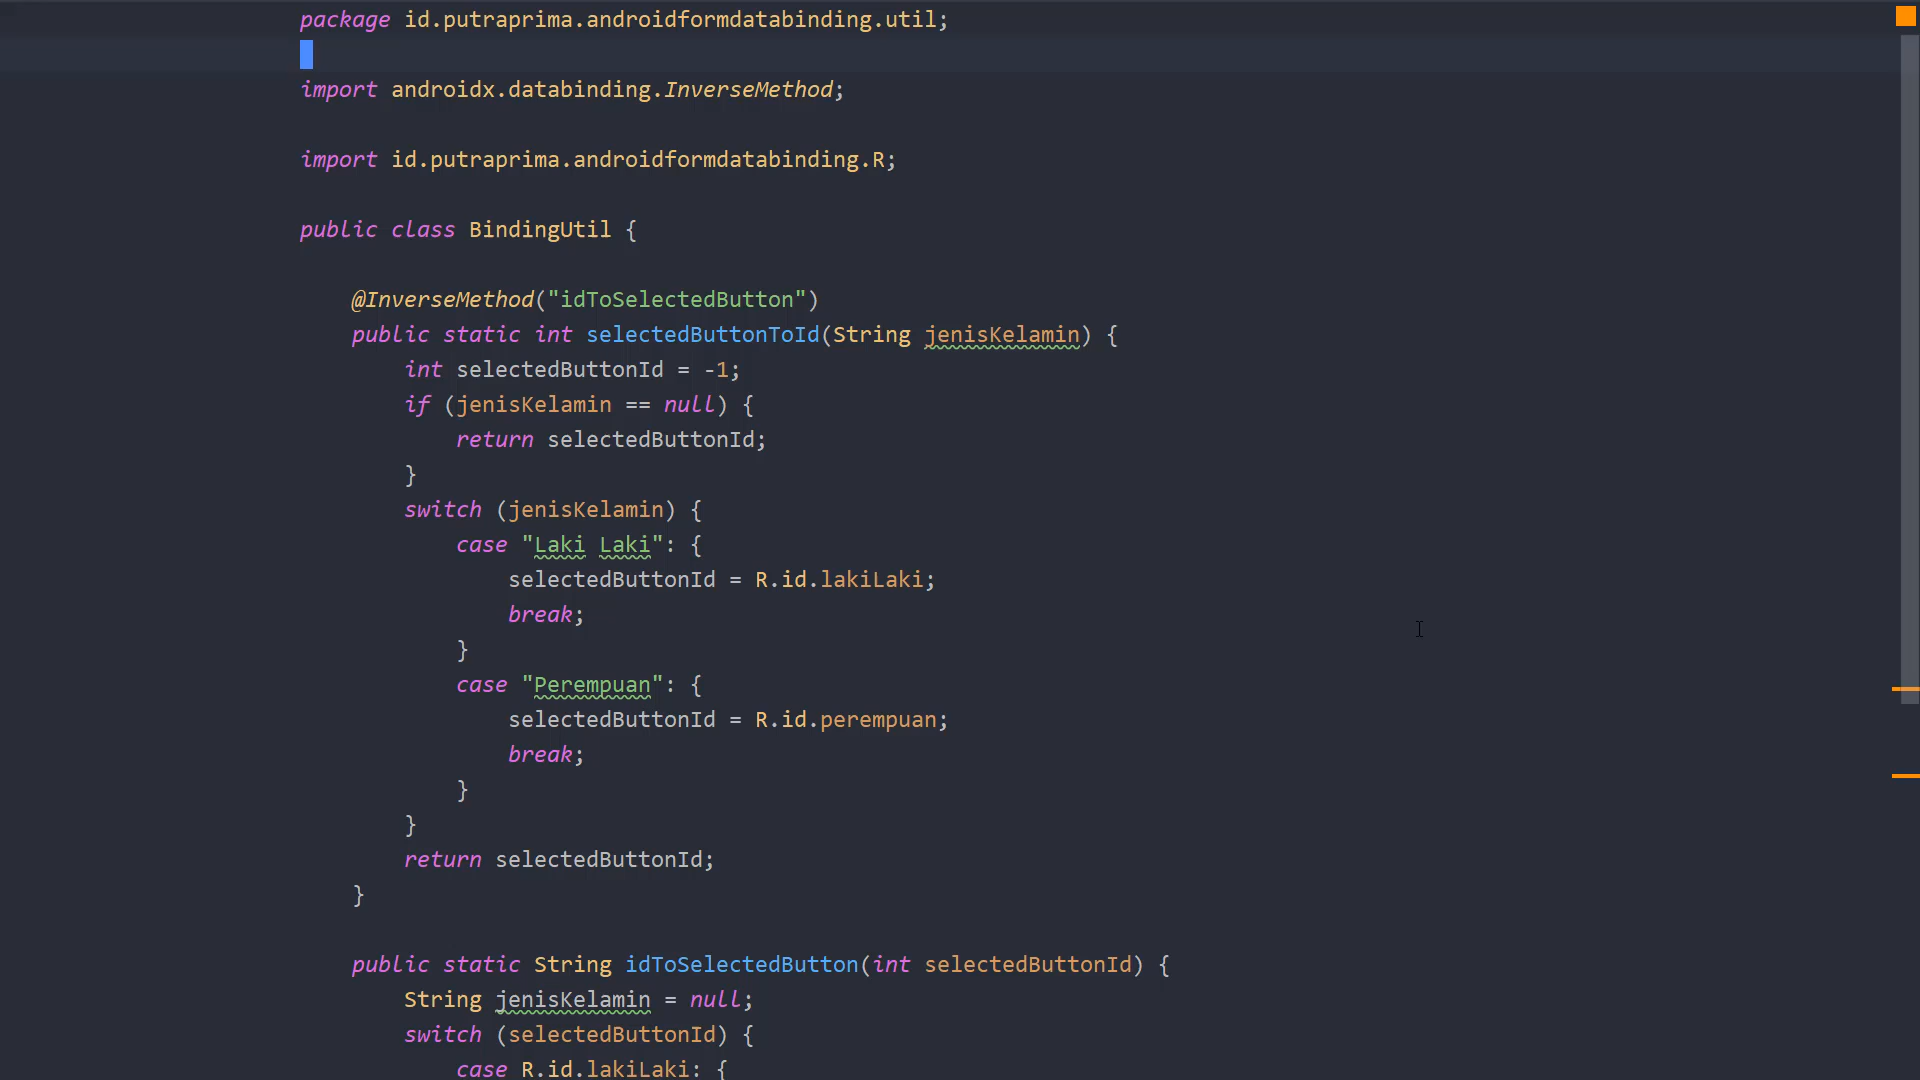 package id.putraprima.androidformdatabinding.util;
import androidx.databinding.InverseMethod;
import id.putraprima.androidformdatabinding.R;
public class BindingUtil {
@InverseMethod("idToSelectedButton")
public static int selectedButtonToId(String jenisKelamin) {
int selectedButtonId = -1;
if (jenisKelamin == null) {
return selectedButtonId;
}
switch (jenisKelamin) {
case "Laki Laki": {
selectedButtonId = R.id.lakiLaki;
break;
}
case "Perempuan": {
selectedButtonId = R.id.perempuan;
break;
}
}
return selectedButtonId;
}
public static String idToSelectedButton(int selectedButtonId) {
String jenisKelamin = null;
switch (selectedButtonId) {
case R.id.lakiLaki: {